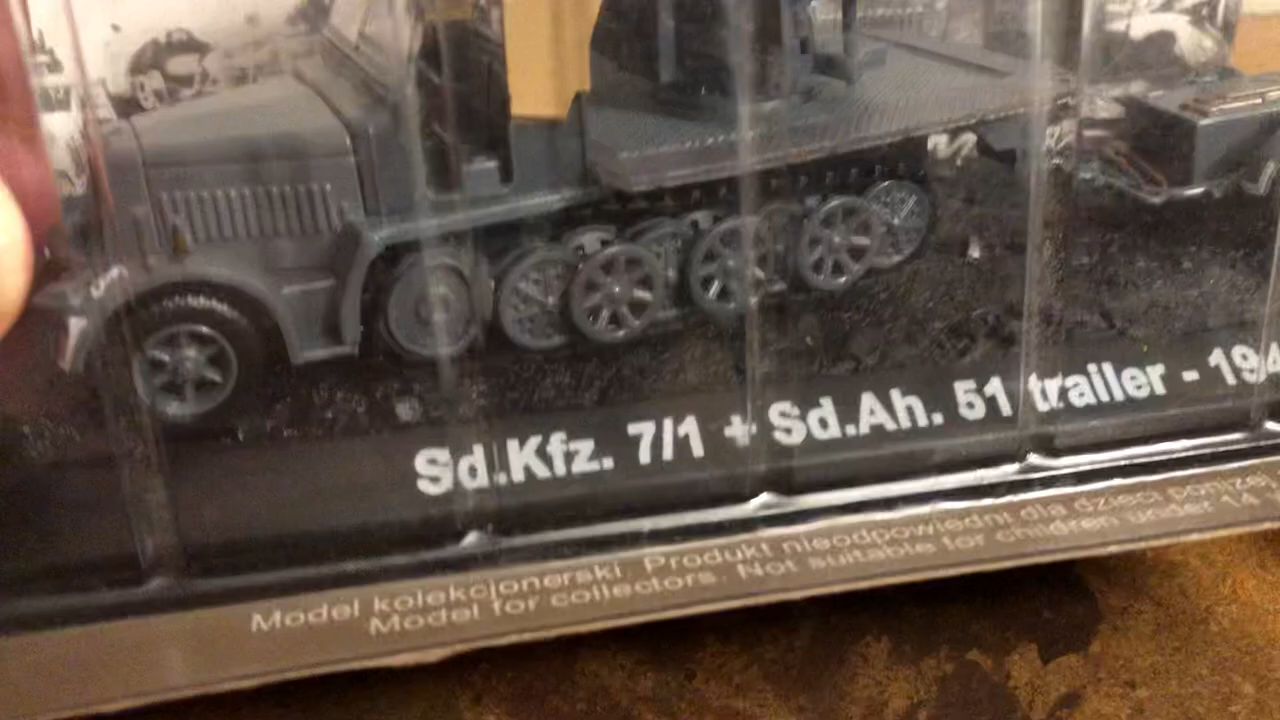 Sd.Kfz. 7/1 + Sd.Ah. 51 trailer - 194
Model kolekcjonerski. Produkt nieodpowiedni dla dzieci poniżej
Model for collectors. Not suitable for children under 14